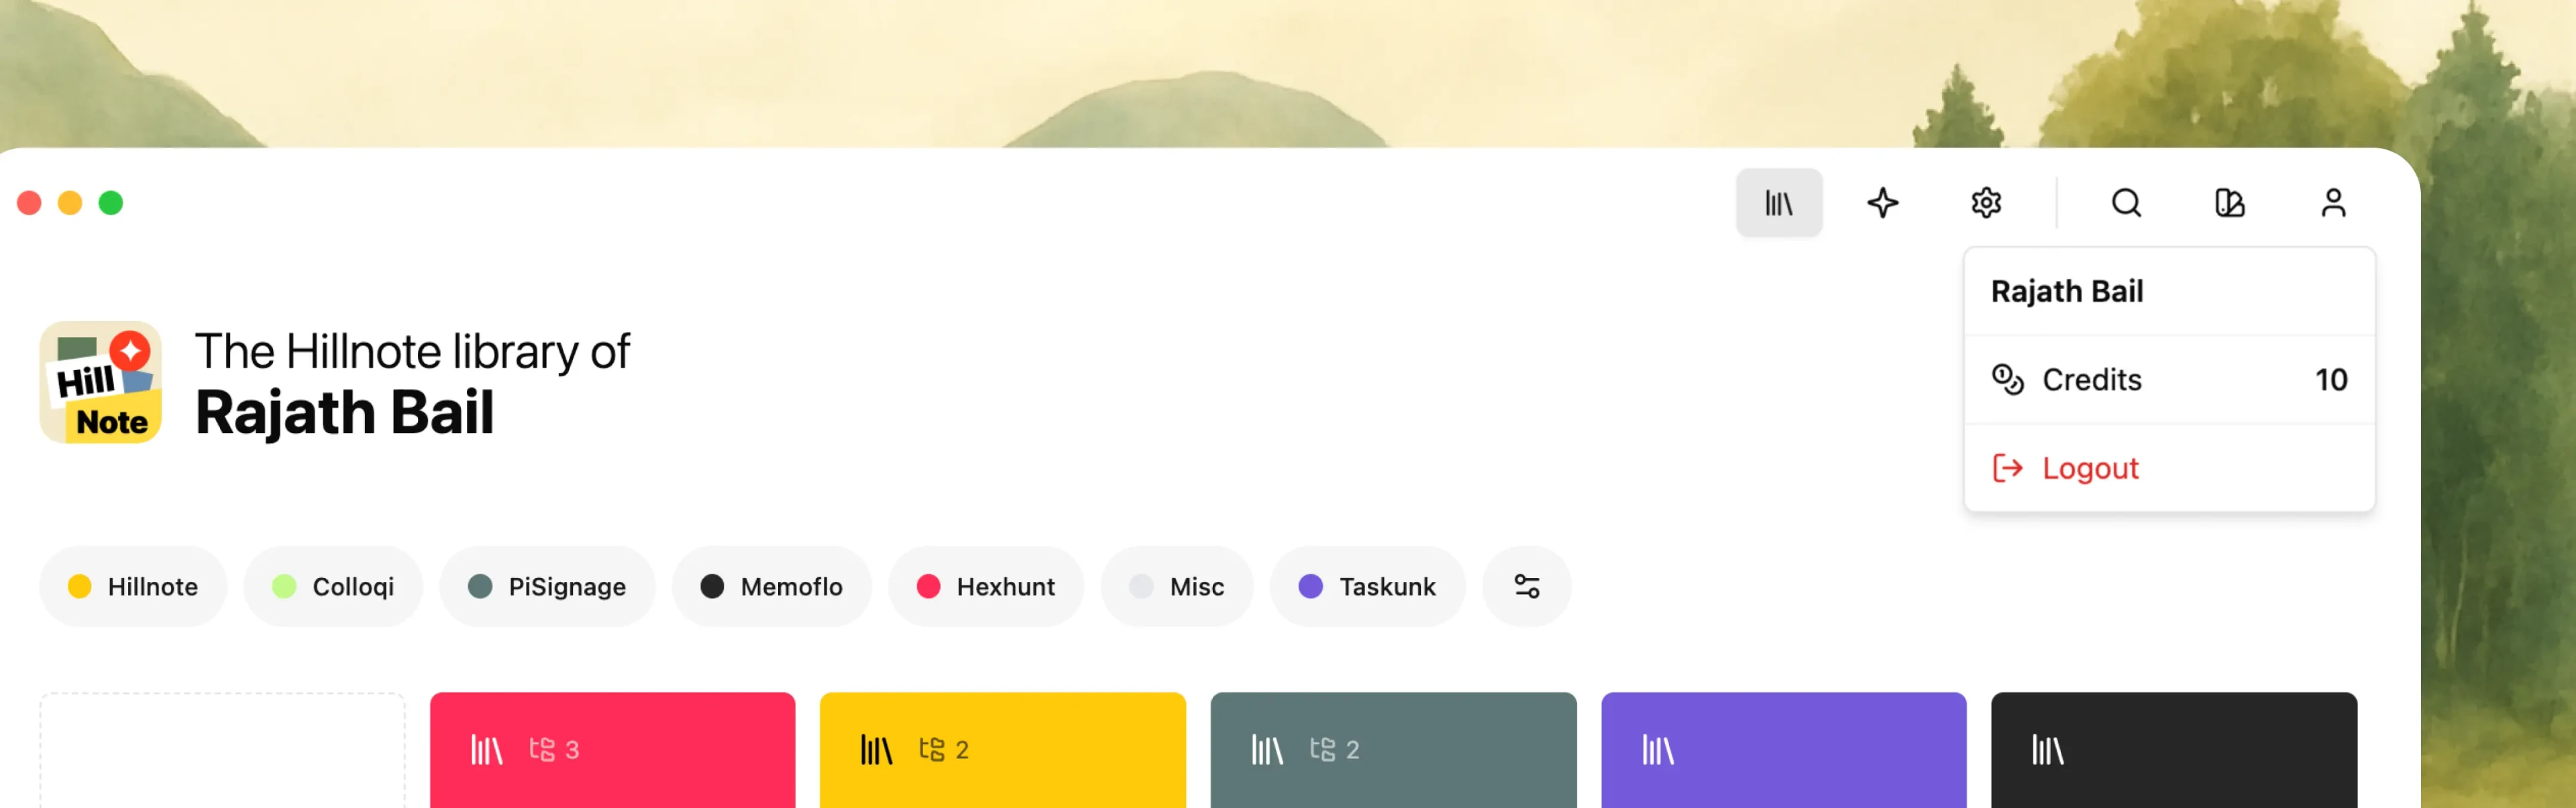 Rajath Bail
Credits 10
Logout
Hill
Note
The Hillnote library of
Rajath Bail
Hillnote Colloqi PiSignage Memoflo Hexhunt Misc Taskunk
3 2 2